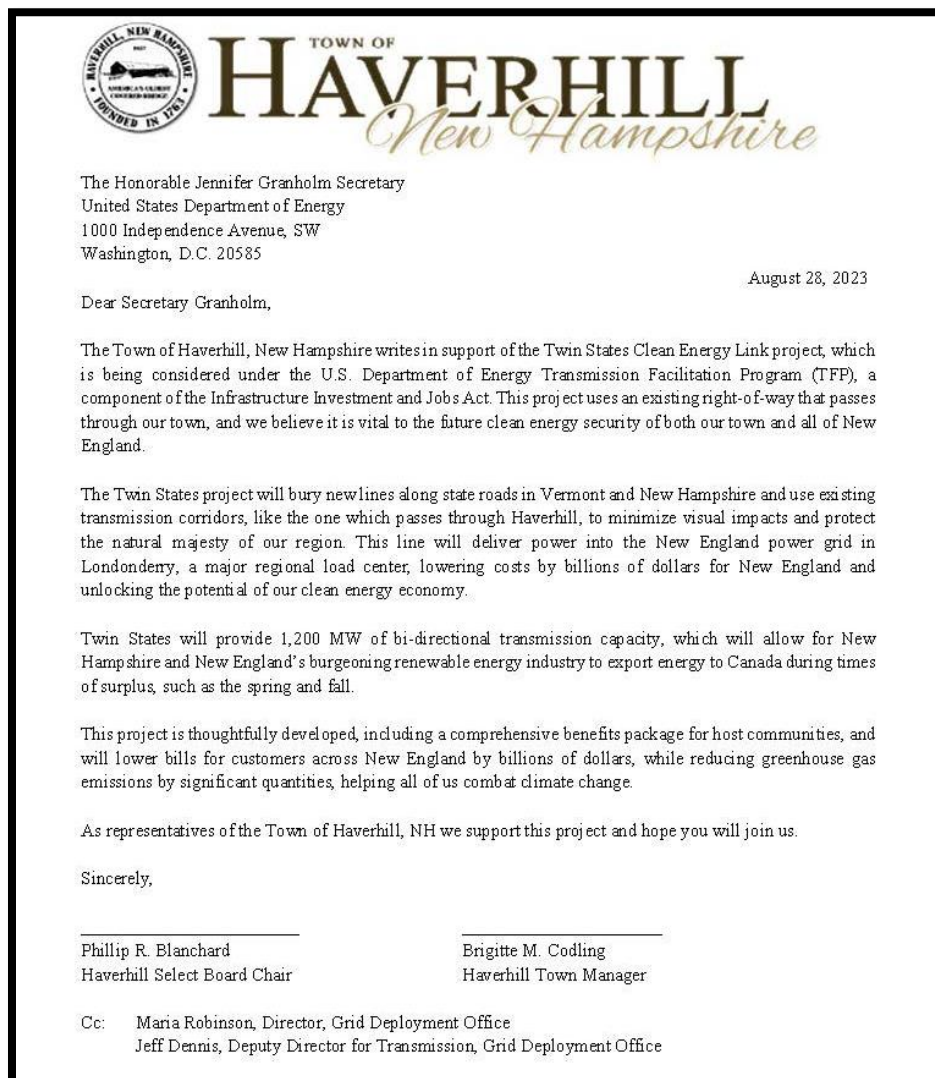 HAVERHILL, NEW HAMPSHIRE
AMERICA'S OLDEST
COVERED BRIDGE
FOUNDED IN 1763
TOWN OF
HAVERHILL
New Hampshire
The Honorable Jennifer Granholm Secretary
United States Department of Energy
1000 Independence Avenue, SW
Washington, D.C. 20585
August 28, 2023
Dear Secretary Granholm,
The Town of Haverhill, New Hampshire writes in support of the Twin States Clean Energy Link project, which
is being considered under the U.S. Department of Energy Transmission Facilitation Program (TFP), a
component of the Infrastructure Investment and Jobs Act. This project uses an existing right-of-way that passes
through our town, and we believe it is vital to the future clean energy security of both our town and all of New
England.
The Twin States project will bury new lines along state roads in Vermont and New Hampshire and use existing
transmission corridors, like the one which passes through Haverhill, to minimize visual impacts and protect
the natural majesty of our region. This line will deliver power into the New England power grid in
Londonderry, a major regional load center, lowering costs by billions of dollars for New England and
unlocking the potential of our clean energy economy.
Twin States will provide 1,200 MW of bi-directional transmission capacity, which will allow for New
Hampshire and New England's burgeoning renewable energy industry to export energy to Canada during times
of surplus, such as the spring and fall.
This project is thoughtfully developed, including a comprehensive benefits package for host communities, and
will lower bills for customers across New England by billions of dollars, while reducing greenhouse gas
emissions by significant quantities, helping all of us combat climate change.
As representatives of the Town of Haverhill, NH we support this project and hope you will join us.
Sincerely,
Phillip R. Blanchard
Haverhill Select Board Chair
Brigitte M. Codling
Haverhill Town Manager
Cc: Maria Robinson, Director, Grid Deployment Office
Jeff Dennis, Deputy Director for Transmission, Grid Deployment Office